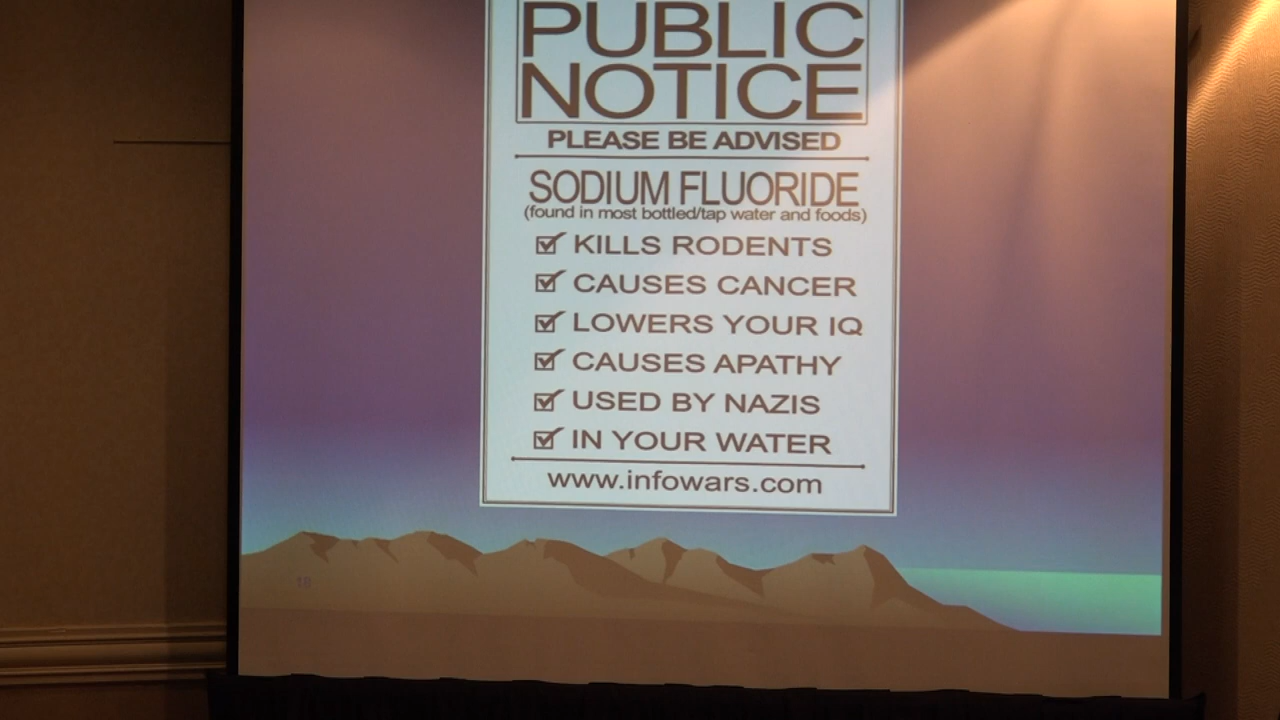 PUBLIC
NOTICE
PLEASE BE ADVISED
SODIUM FLUORIDE
(found in most bottled/tap water and foods)
KILLS RODENTS
CAUSES CANCER
LOWERS YOUR IQ
CAUSES APATHY
USED BY NAZIS
IN YOUR WATER
www.infowars.com
18